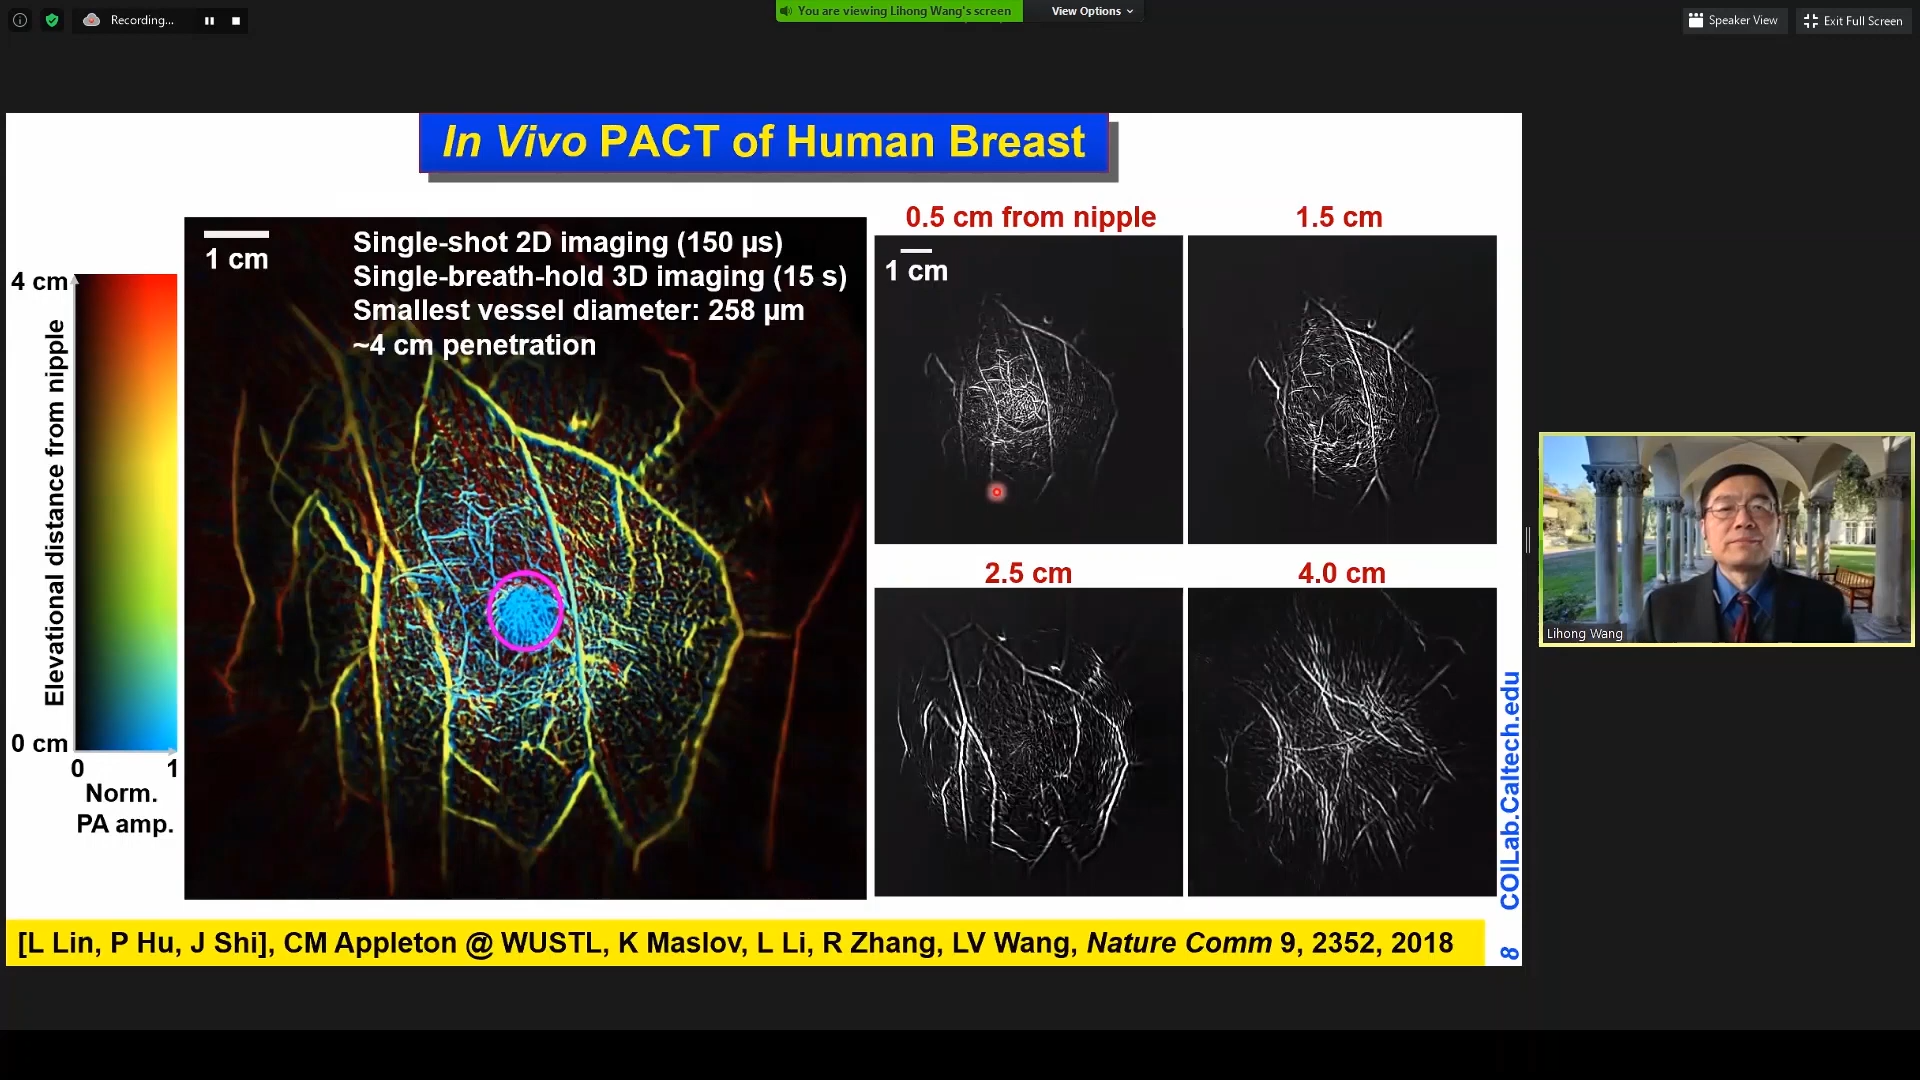 Recording...
You are viewing Lihong Wang's screen
View Options
Speaker View
Exit Full Screen
In Vivo PACT of Human Breast
4 cm
Elevational distance from nipple
0 cm
0
1
Norm.
PA amp.
1 cm
Single-shot 2D imaging (150 µs)
Single-breath-hold 3D imaging (15 s)
Smallest vessel diameter: 258 µm
~4 cm penetration
0.5 cm from nipple
1 cm
1.5 cm
2.5 cm
4.0 cm
COILab.Caltech.edu
8
[L Lin, P Hu, J Shi], CM Appleton @ WUSTL, K Maslov, L Li, R Zhang, LV Wang, Nature Comm 9, 2352, 2018
Lihong Wang